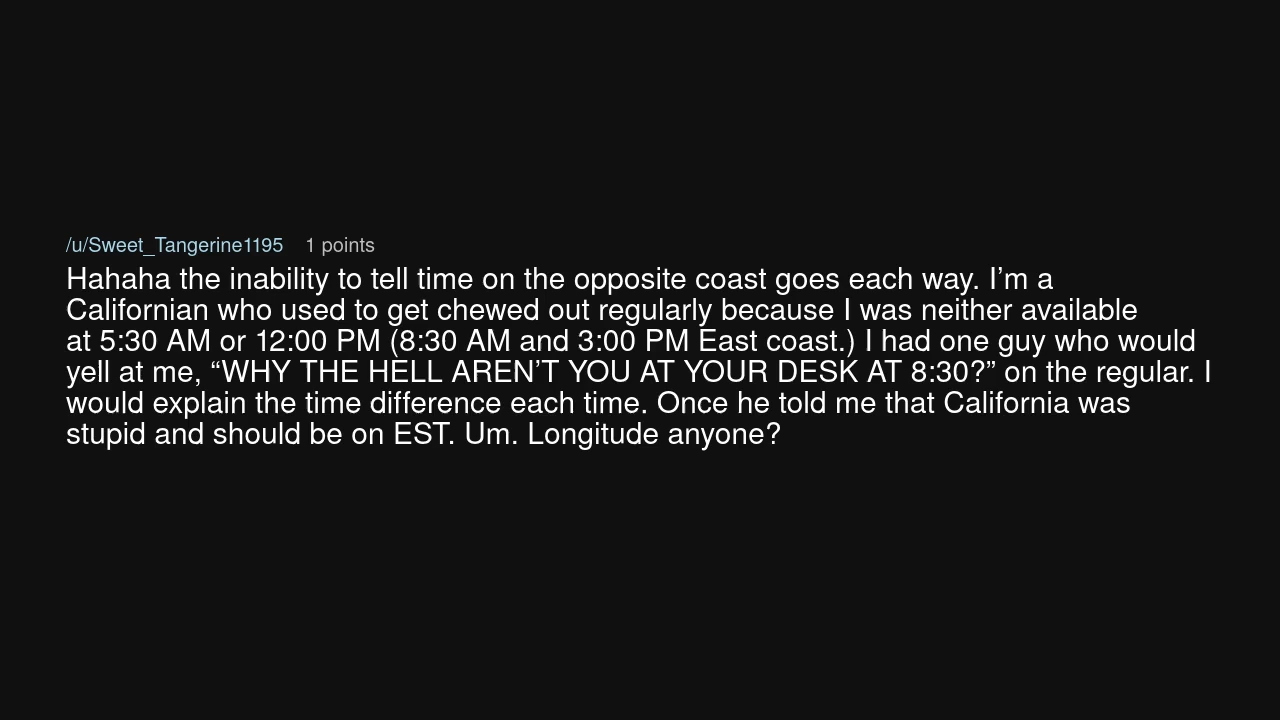 /u/Sweet_Tangerine1195 1 points
Hahaha the inability to tell time on the opposite coast goes each way. I’m a
Californian who used to get chewed out regularly because I was neither available
at 5:30 AM or 12:00 PM (8:30 AM and 3:00 PM East coast.) I had one guy who would
yell at me, “WHY THE HELL AREN’T YOU AT YOUR DESK AT 8:30?” on the regular. I
would explain the time difference each time. Once he told me that California was
stupid and should be on EST. Um. Longitude anyone?